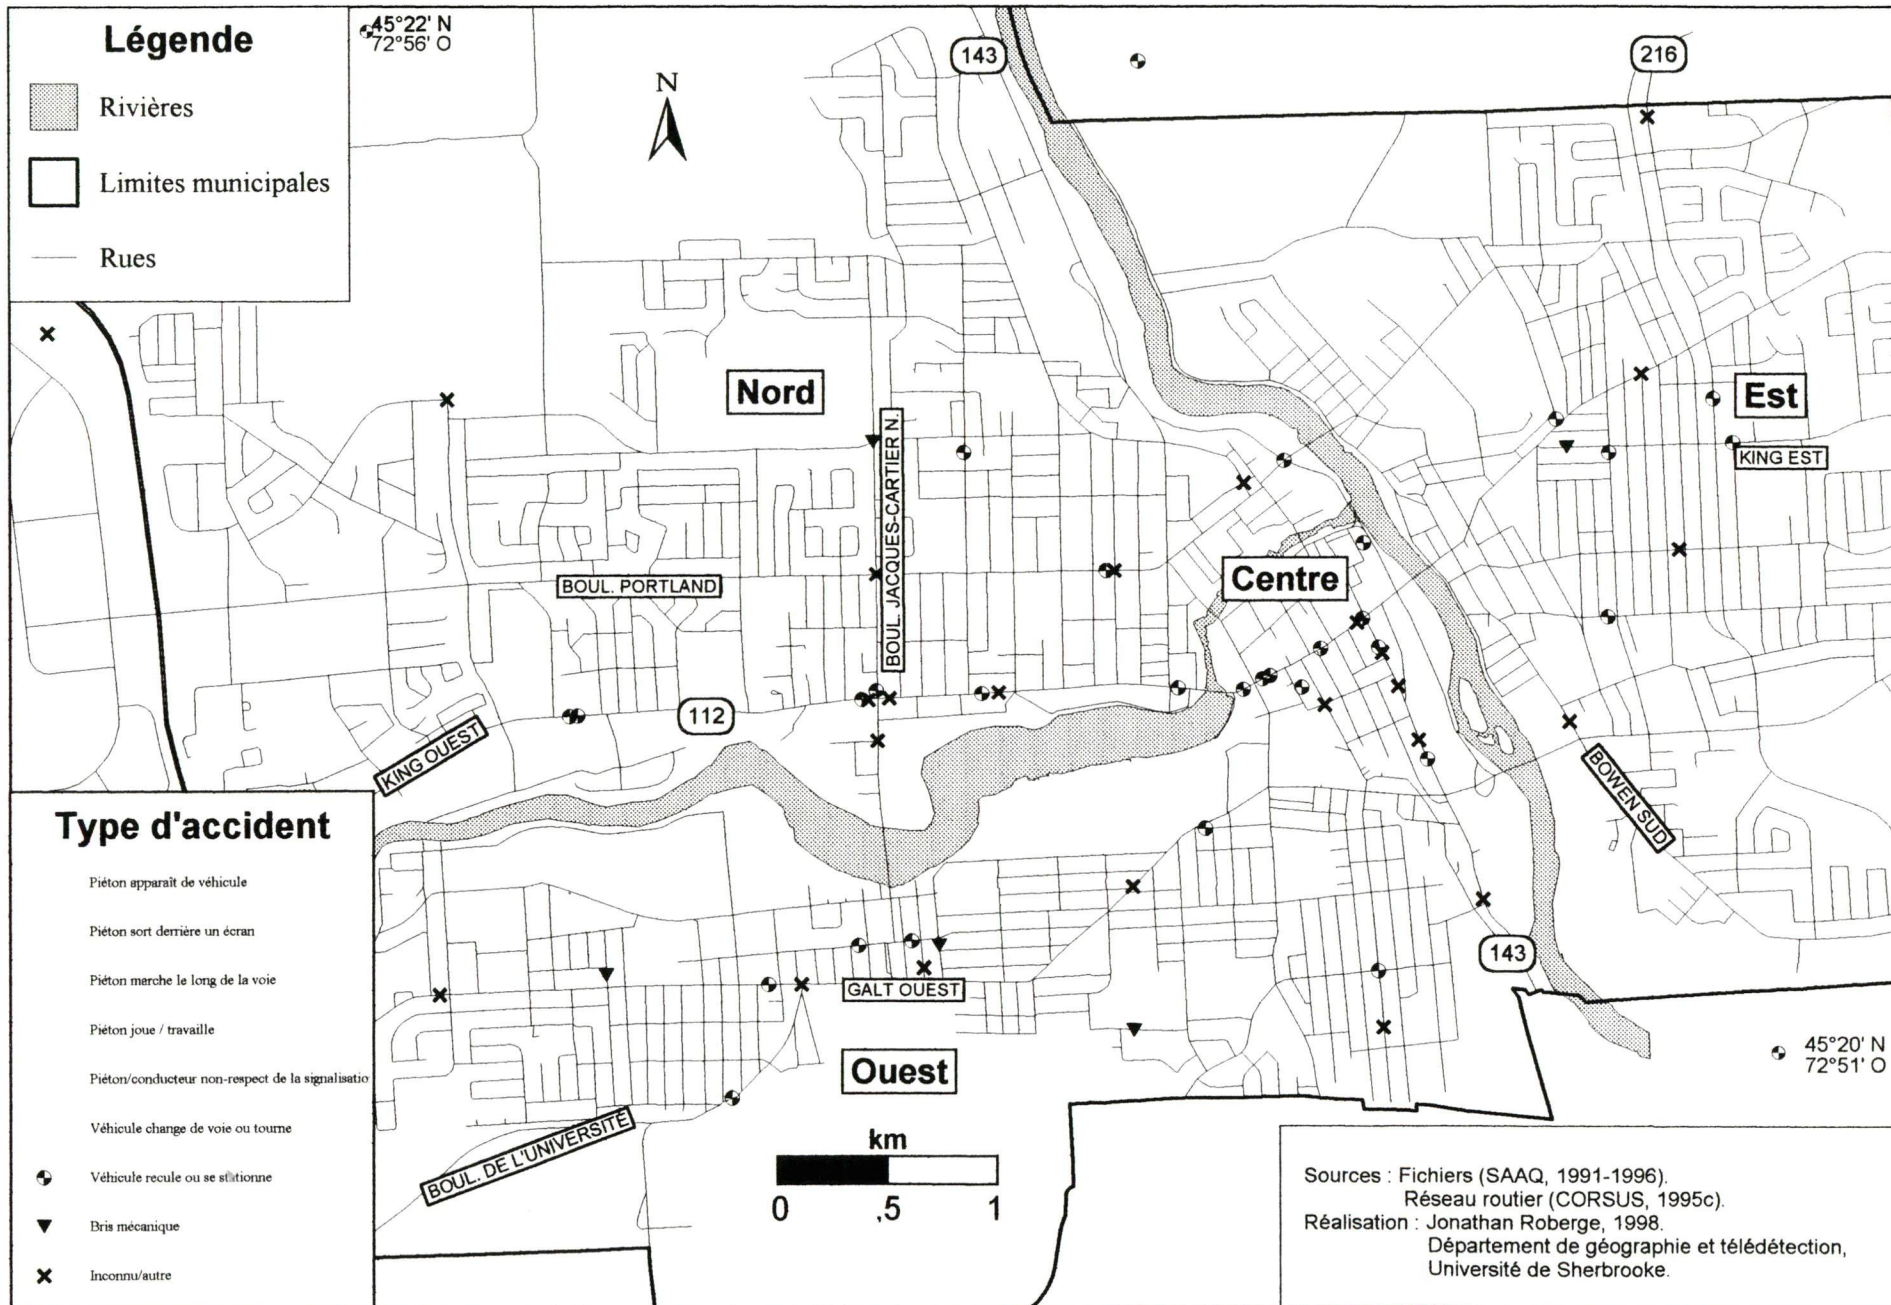 Légende
Rivières
Limites municipales
Rues
45°22' N
72°56' O
N
143
216
Nord
Est
KING EST
BOUL. JACQUES-CARTIER N.
BOUL. PORTLAND
Centre
112
KING OUEST
BOWEN SUD
143
GALT OUEST
Ouest
BOUL. DE L'UNIVERSITÉ
45°20' N
72°51' O
Type d'accident
Piéton apparaît de véhicule
Piéton sort derrière un écran
Piéton marche le long de la voie
Piéton joue / travaille
Piéton/conducteur non-respect de la signalisatio
Véhicule change de voie ou tourne
Véhicule recule ou se stationne
Bris mécanique
Inconnu/autre
km
0 ,5 1
Sources : Fichiers (SAAQ, 1991-1996).
Réseau routier (CORSUS, 1995c).
Réalisation : Jonathan Roberge, 1998.
Département de géographie et télédétection,
Université de Sherbrooke.